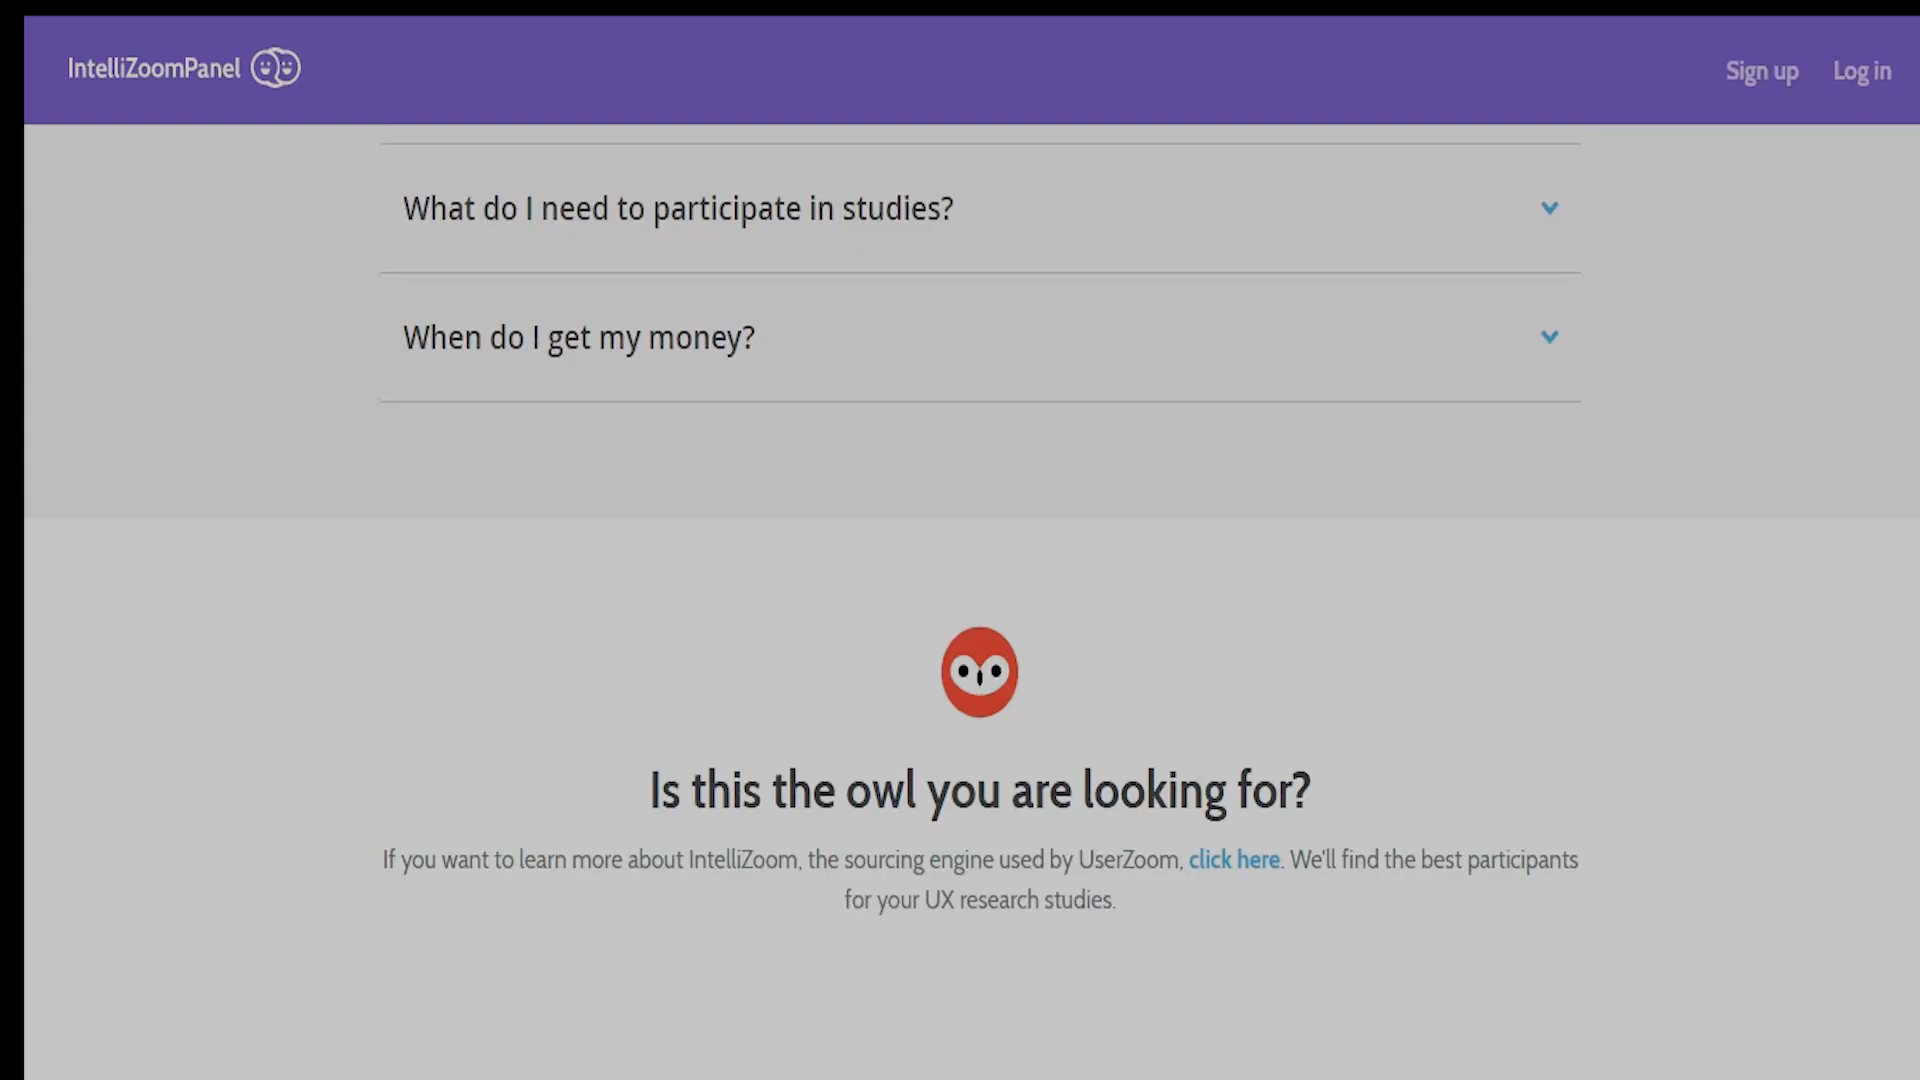 IntelliZoomPanel
Sign up
Log in
What do I need to participate in studies?
When do I get my money?
Is this the owl you are looking for?
If you want to learn more about IntelliZoom, the sourcing engine used by UserZoom, click here. We'll find the best participants
for your UX research studies.